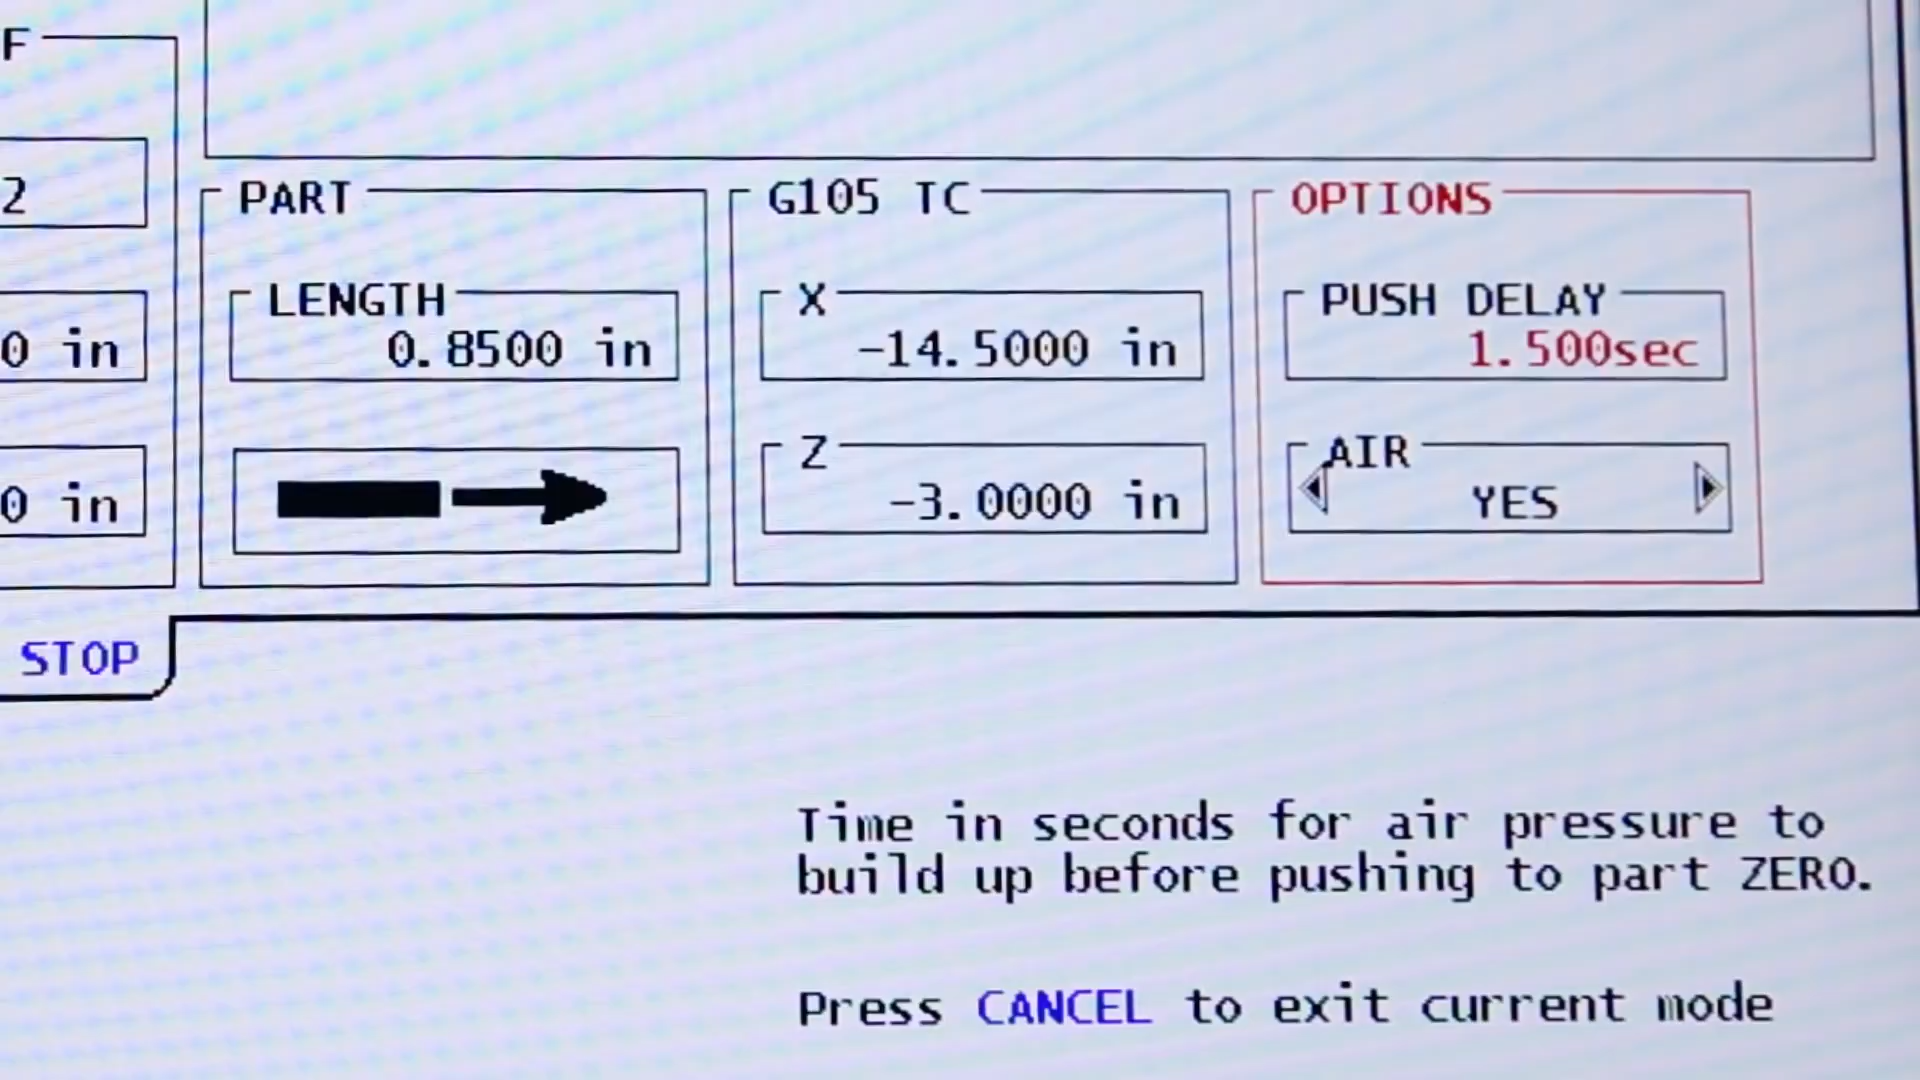 F
2
0 in
0 in
PART
LENGTH
0.8500 in
G105 TC
X
-14.5000 in
Z
-3.0000 in
OPTIONS
PUSH DELAY
1.500sec
AIR
YES
STOP
Time in seconds for air pressure to
build up before pushing to part ZERO.
Press CANCEL to exit current mode